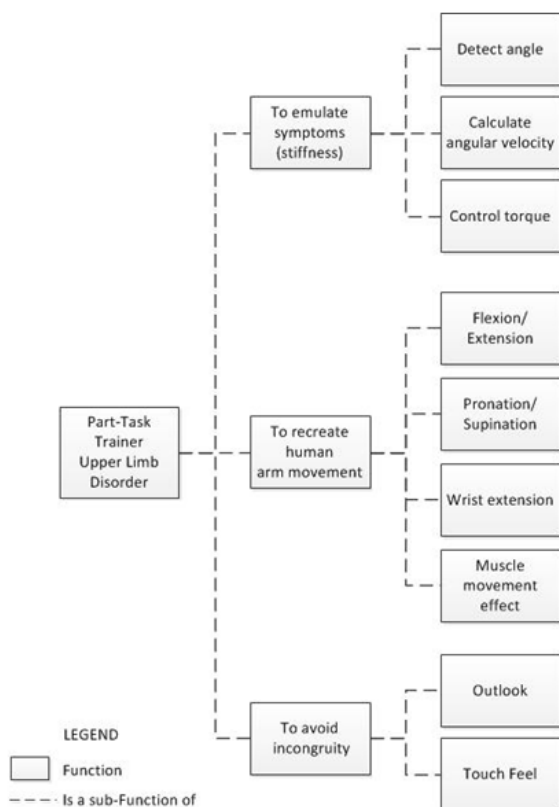 Detect angle
To emulate
symptoms
(stiffness)
Calculate
angular velocity
Control torque
Flexion/
Extension
Part-Task
Trainer
Upper Limb
Disorder
To recreate
human
arm movement
Pronation/
Supination
Wrist extension
Muscle
movement
effect
To avoid
incongruity
Outlook
Touch Feel
LEGEND
Function
Is a sub-Function of